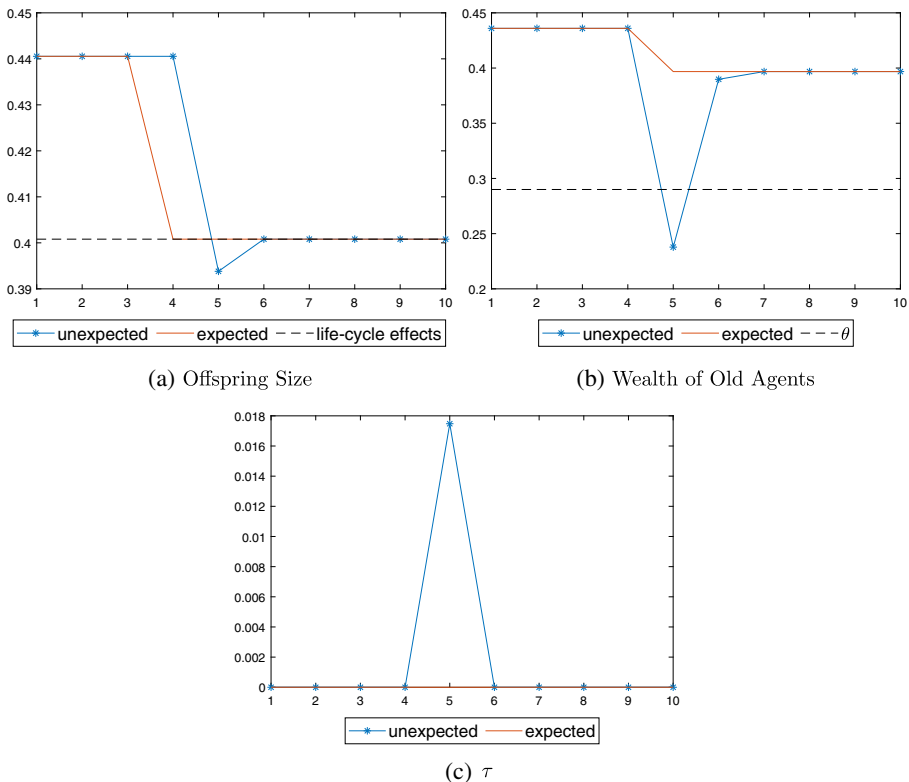 0.45
0.44
0.43
0.42
0.41
0.4
0.39
1 2 3 4 5 6 7 8 9 10
unexpected expected life-cycle effects
(a) Offspring Size
0.45
0.4
0.35
0.3
0.25
0.2
1 2 3 4 5 6 7 8 9 10
unexpected expected θ
(b) Wealth of Old Agents
0.018
0.016
0.014
0.012
0.01
0.008
0.006
0.004
0.002
0
1 2 3 4 5 6 7 8 9 10
unexpected expected
(c) τ